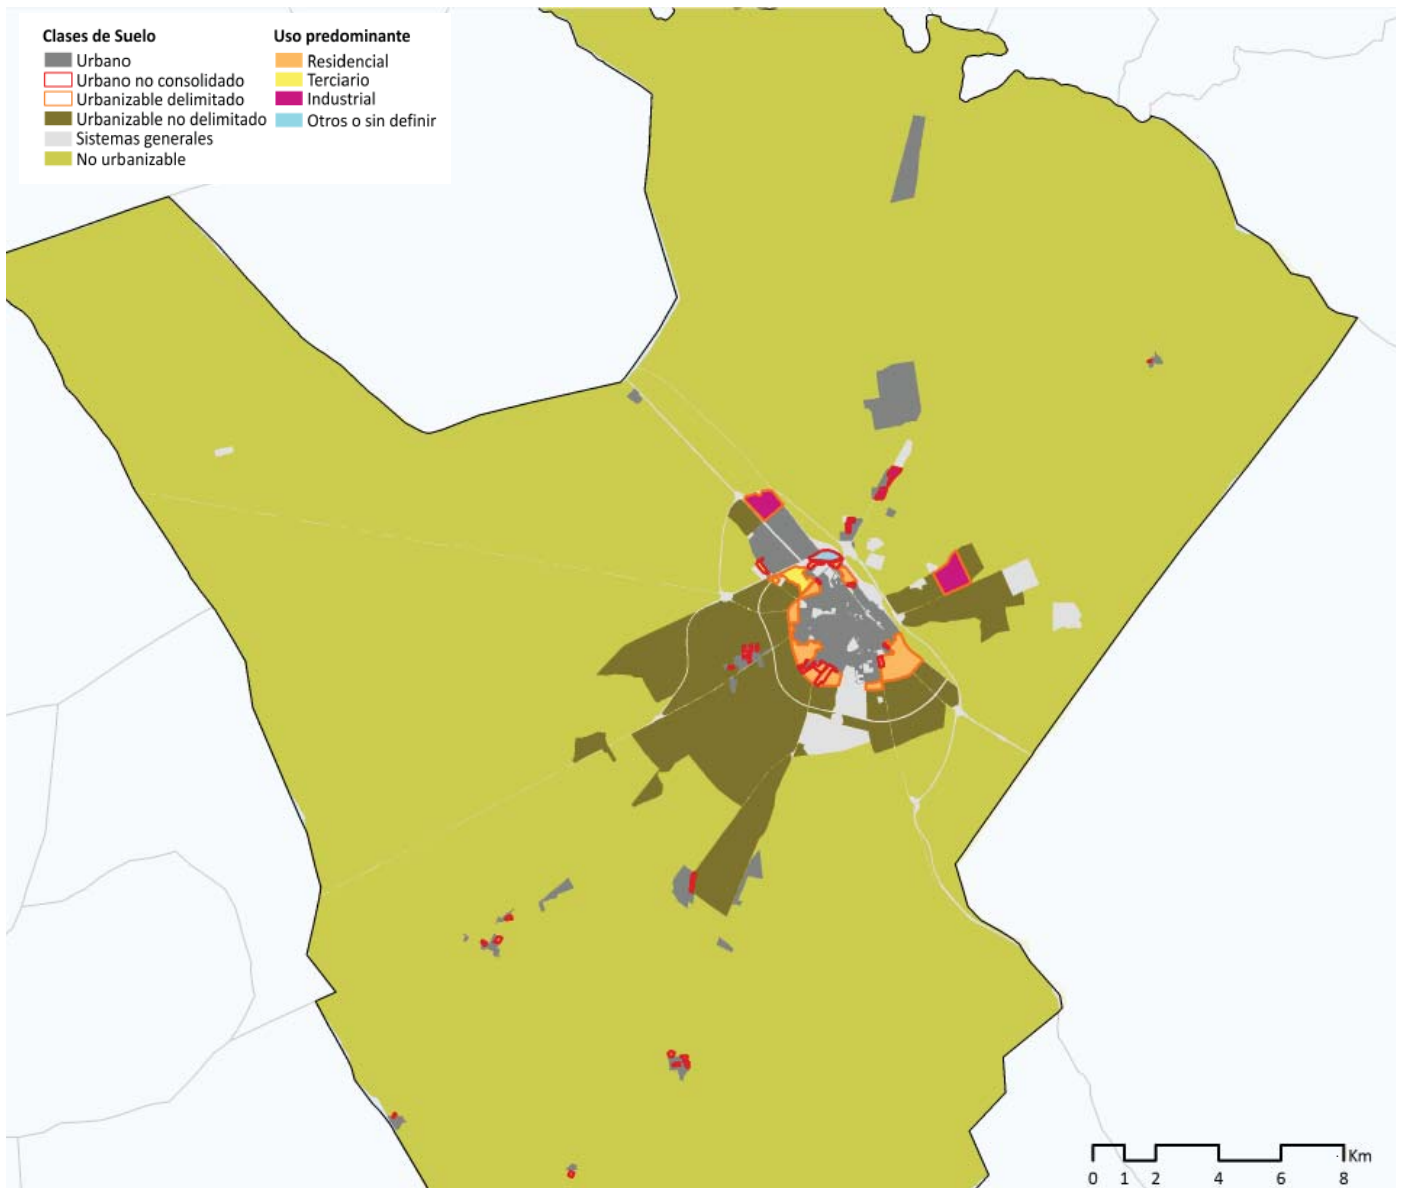 Clases de Suelo
Urbano
Urbano no consolidado
Urbanizable delimitado
Urbanizable no delimitado
Sistemas generales
No urbanizable
Uso predominante
Residencial
Terciario
Industrial
Otros o sin definir
Km
0 1 2 4 6 8